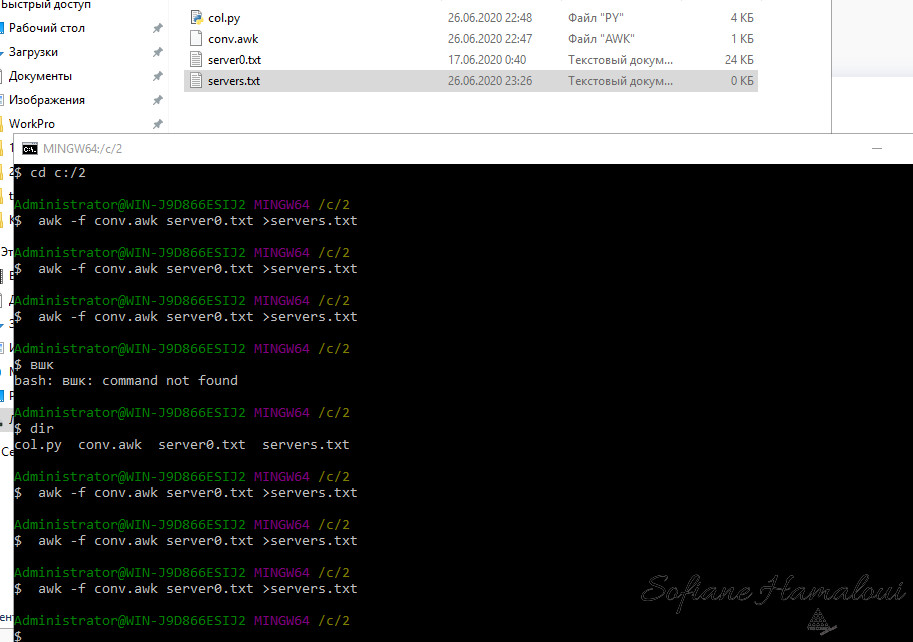 Быстрый доступ
Рабочий стол
Загрузки
Документы
Изображения
WorkPro
col.py 26.06.2020 22:48 Файл "PY" 4 КБ
conv.awk 26.06.2020 22:47 Файл "AWK" 1 КБ
server0.txt 17.06.2020 0:40 Текстовый докум... 24 КБ
servers.txt 26.06.2020 23:26 Текстовый докум... 0 КБ
MINGW64:/c/2
$ cd c:/2
Administrator@WIN-J9D866ESIJ2 MINGW64 /c/2
$ awk -f conv.awk server0.txt >servers.txt
Administrator@WIN-J9D866ESIJ2 MINGW64 /c/2
$ awk -f conv.awk server0.txt >servers.txt
Administrator@WIN-J9D866ESIJ2 MINGW64 /c/2
$ awk -f conv.awk server0.txt >servers.txt
Administrator@WIN-J9D866ESIJ2 MINGW64 /c/2
$ вшк
bash: вшк: command not found
Administrator@WIN-J9D866ESIJ2 MINGW64 /c/2
$ dir
col.py conv.awk server0.txt servers.txt
Administrator@WIN-J9D866ESIJ2 MINGW64 /c/2
$ awk -f conv.awk server0.txt >servers.txt
Administrator@WIN-J9D866ESIJ2 MINGW64 /c/2
$ awk -f conv.awk server0.txt >servers.txt
Administrator@WIN-J9D866ESIJ2 MINGW64 /c/2
$ awk -f conv.awk server0.txt >servers.txt
Administrator@WIN-J9D866ESIJ2 MINGW64 /c/2
$
Sofiane Hamaloui